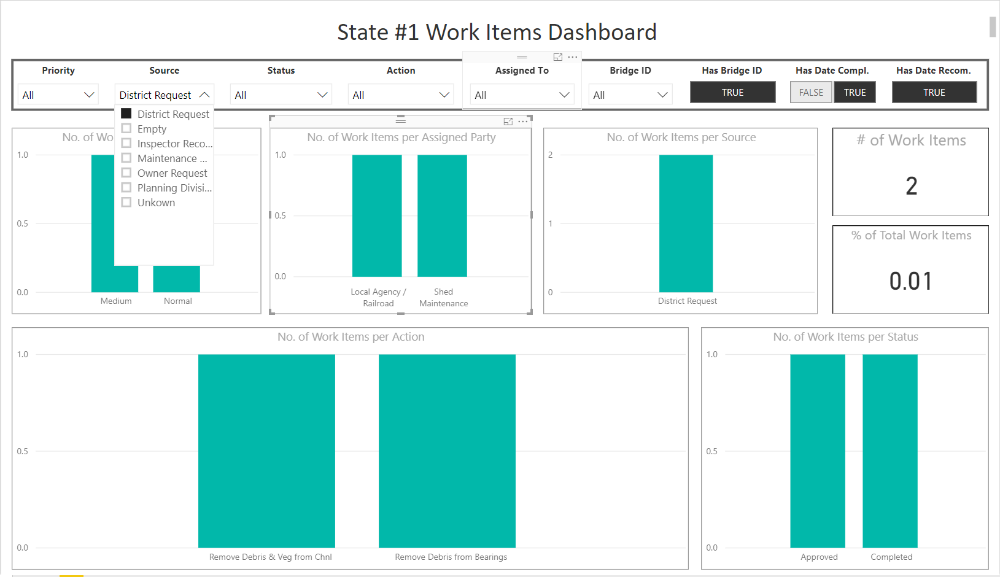 State #1 Work Items Dashboard
Priority
Source
Status
Action
Assigned To
Bridge ID
Has Bridge ID
Has Date Compl.
Has Date Recom.
All
District Request
All
All
All
All
TRUE
FALSE
TRUE
TRUE
District Request
Empty
Inspector Reco...
Maintenance ...
Owner Request
Planning Divisi...
Unkown
No. of Wo
1.0
0.5
0.0
Medium
Normal
No. of Work Items per Assigned Party
1.0
0.5
0.0
Local Agency /
Railroad
Shed
Maintenance
No. of Work Items per Source
2
1
0
District Request
# of Work Items
2
% of Total Work Items
0.01
No. of Work Items per Action
1.0
0.5
0.0
Remove Debris & Veg from Chnl
Remove Debris from Bearings
No. of Work Items per Status
1.0
0.5
0.0
Approved
Completed